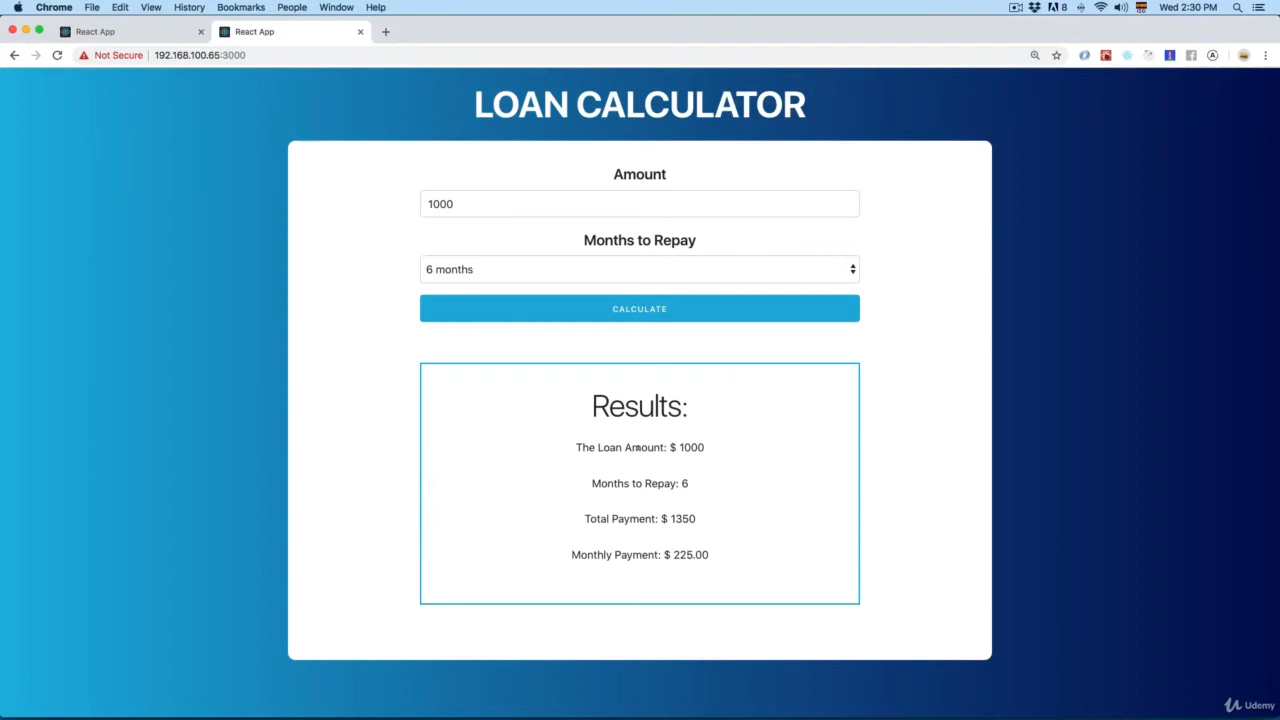 Chrome File Edit View History Bookmarks People Window Help 8 ISO Wed 2:30 PM
React App React App
Not Secure 192.168.100.65:3000
LOAN CALCULATOR
Amount
1000
Months to Repay
6 months
CALCULATE
Results:
The Loan Amount: $ 1000
Months to Repay: 6
Total Payment: $ 1350
Monthly Payment: $ 225.00
Udemy